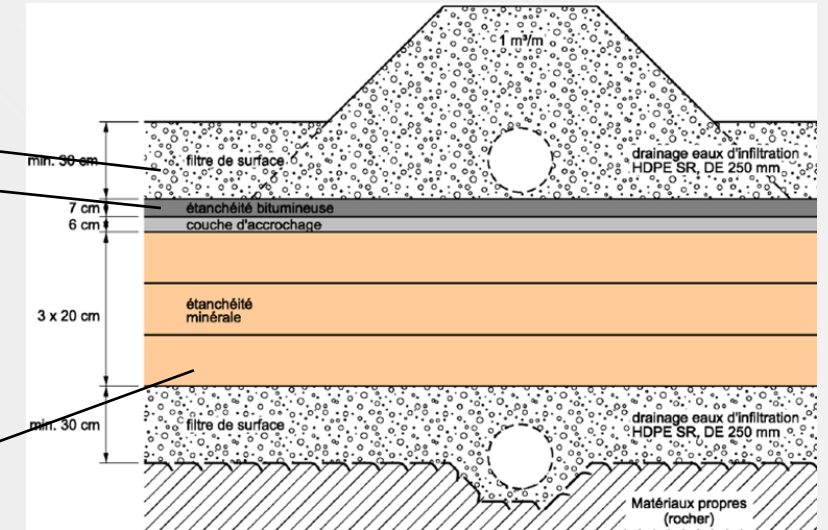 1 m³/m
min. 30 cm
filtre de surface
drainage eaux d'infiltration
HDPE SR, DE 250 mm
7 cm
étanchéité bitumineuse
6 cm
couche d'accrochage
3 x 20 cm
étanchéité
minérale
min. 30 cm
filtre de surface
drainage eaux d'infiltration
HDPE SR, DE 250 mm
Matériaux propres
(rocher)